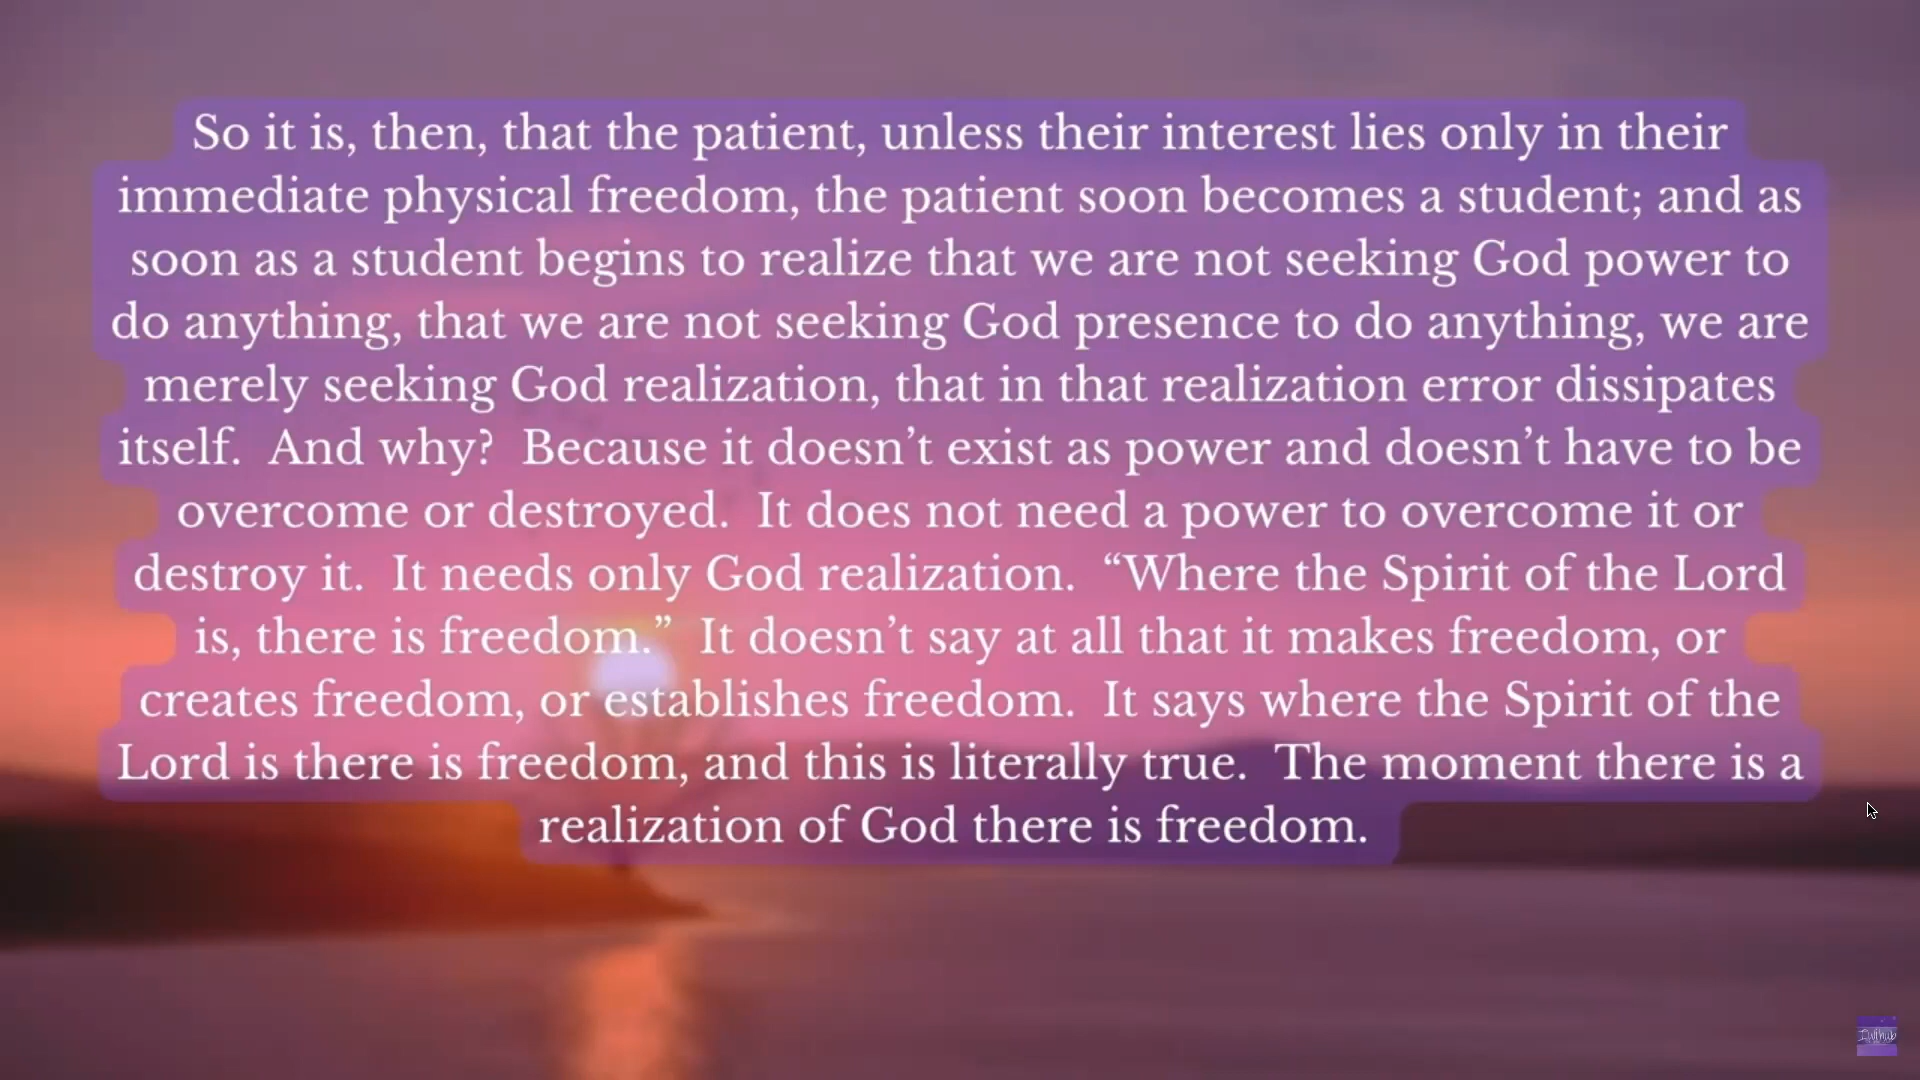 So it is, then, that the patient, unless their interest lies only in their
immediate physical freedom, the patient soon becomes a student; and as
soon as a student begins to realize that we are not seeking God power to
do anything, that we are not seeking God presence to do anything, we are
merely seeking God realization, that in that realization error dissipates
itself.  And why?  Because it doesn’t exist as power and doesn’t have to be
overcome or destroyed.  It does not need a power to overcome it or
destroy it.  It needs only God realization.  “Where the Spirit of the Lord
is, there is freedom.”  It doesn’t say at all that it makes freedom, or
creates freedom, or establishes freedom.  It says where the Spirit of the
Lord is there is freedom, and this is literally true.  The moment there is a
realization of God there is freedom.